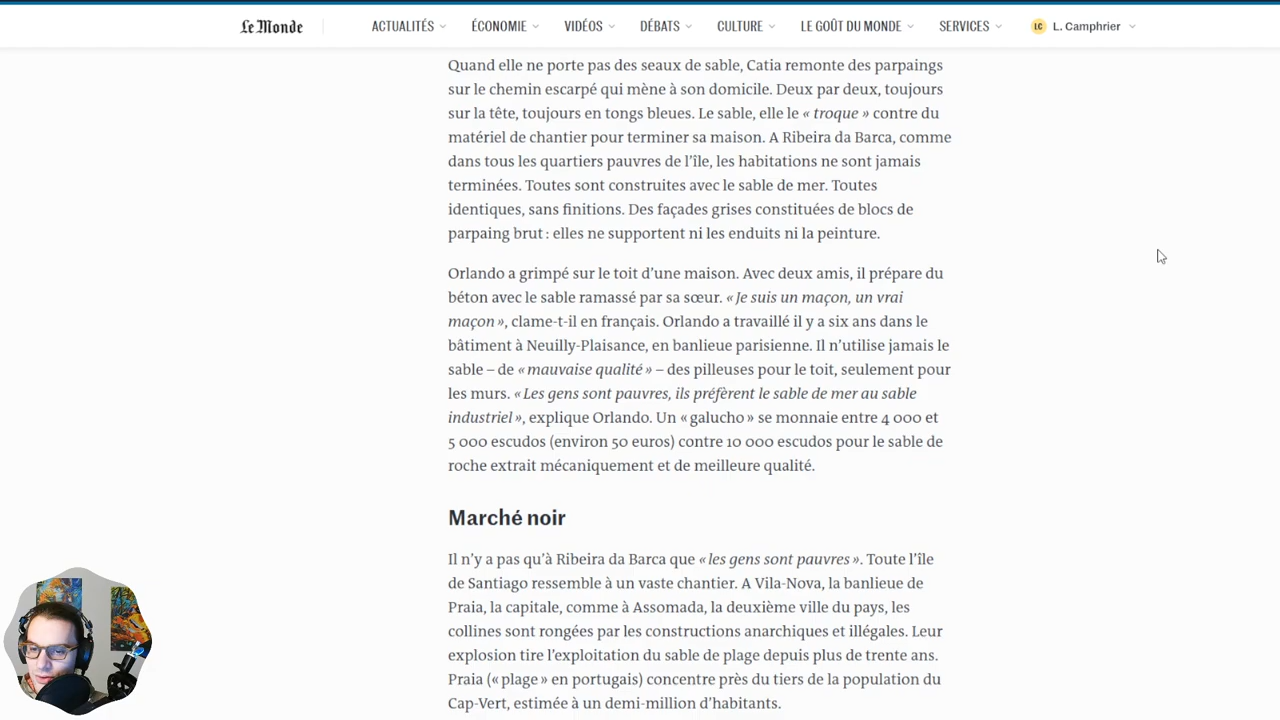 Le Monde
ACTUALITÉS
ÉCONOMIE
VIDÉOS
DÉBATS
CULTURE
LE GOÛT DU MONDE
SERVICES
LC
L. Camphrier
Quand elle ne porte pas des seaux de sable, Catia remonte des parpaings
sur le chemin escarpé qui mène à son domicile. Deux par deux, toujours
sur la tête, toujours en tongs bleues. Le sable, elle le « troque » contre du
matériel de chantier pour terminer sa maison. A Ribeira da Barca, comme
dans tous les quartiers pauvres de l’île, les habitations ne sont jamais
terminées. Toutes sont construites avec le sable de mer. Toutes
identiques, sans finitions. Des façades grises constituées de blocs de
parpaing brut : elles ne supportent ni les enduits ni la peinture.
Orlando a grimpé sur le toit d’une maison. Avec deux amis, il prépare du
béton avec le sable ramassé par sa sœur. « Je suis un maçon, un vrai
maçon », clame-t-il en français. Orlando a travaillé il y a six ans dans le
bâtiment à Neuilly-Plaisance, en banlieue parisienne. Il n’utilise jamais le
sable – de « mauvaise qualité » – des pilleuses pour le toit, seulement pour
les murs. « Les gens sont pauvres, ils préfèrent le sable de mer au sable
industriel », explique Orlando. Un « galucho » se monnaie entre 4 000 et
5 000 escudos (environ 50 euros) contre 10 000 escudos pour le sable de
roche extrait mécaniquement et de meilleure qualité.
Marché noir
Il n’y a pas qu’à Ribeira da Barca que « les gens sont pauvres ». Toute l’île
de Santiago ressemble à un vaste chantier. A Vila-Nova, la banlieue de
Praia, la capitale, comme à Assomada, la deuxième ville du pays, les
collines sont rongées par les constructions anarchiques et illégales. Leur
explosion tire l’exploitation du sable de plage depuis plus de trente ans.
Praia (« plage » en portugais) concentre près du tiers de la population du
Cap-Vert, estimée à un demi-million d’habitants.